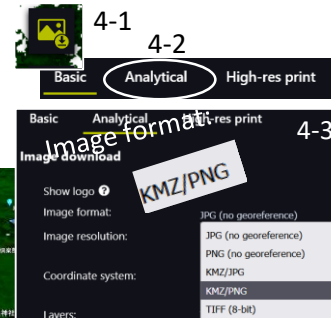 4-1
4-2
Basic Analytical High-res print
Basic Analytical High-res print
4-3
Image format:
Image download
KMZ/PNG
Show logo ?
Image format: JPG (no georeference)
Image resolution: JPG (no georeference)
PNG (no georeference)
Coordinate system: KMZ/JPG
KMZ/PNG
Layers: TIFF (8-bit)
神社